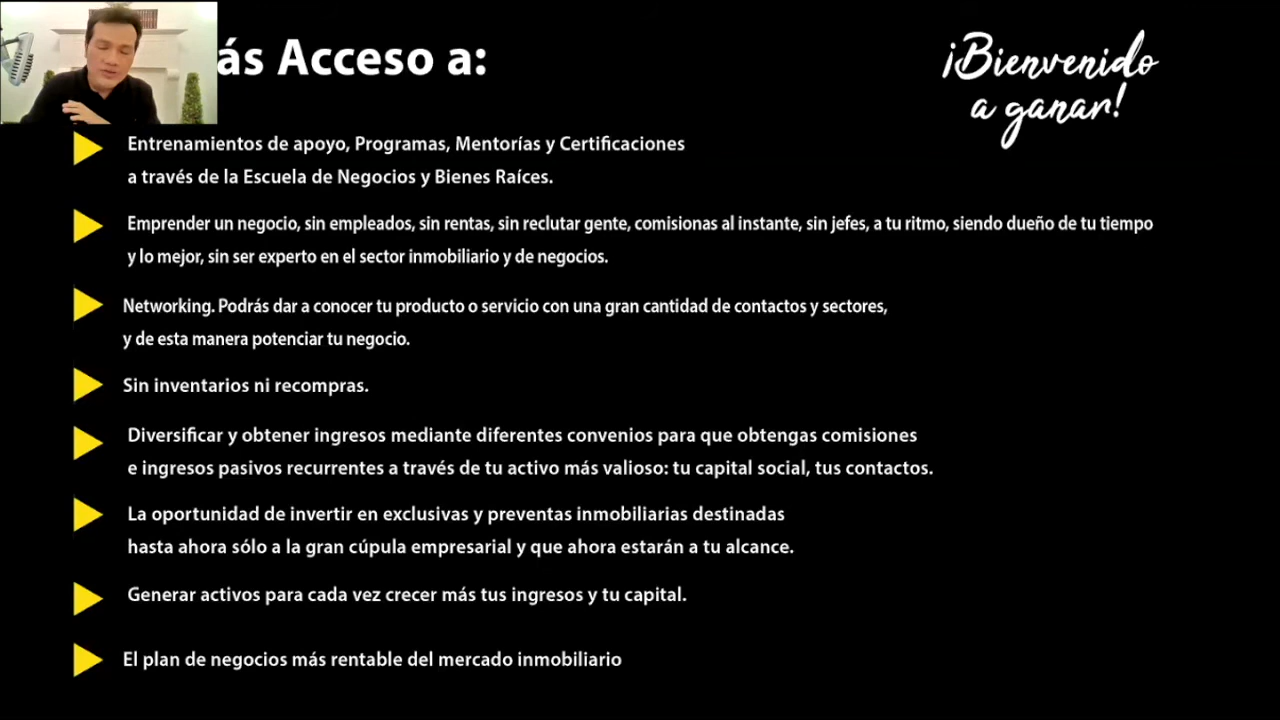 ás Acceso a:
¡Bienvenido
a ganar!
Entrenamientos de apoyo, Programas, Mentorías y Certificaciones
a través de la Escuela de Negocios y Bienes Raíces.
Emprender un negocio, sin empleados, sin rentas, sin reclutar gente, comisionas al instante, sin jefes, a tu ritmo, siendo dueño de tu tiempo
y lo mejor, sin ser experto en el sector inmobiliario y de negocios.
Networking. Podrás dar a conocer tu producto o servicio con una gran cantidad de contactos y sectores,
y de esta manera potenciar tu negocio.
Sin inventarios ni recompras.
Diversificar y obtener ingresos mediante diferentes convenios para que obtengas comisiones
e ingresos pasivos recurrentes a través de tu activo más valioso: tu capital social, tus contactos.
La oportunidad de invertir en exclusivas y preventas inmobiliarias destinadas
hasta ahora sólo a la gran cúpula empresarial y que ahora estarán a tu alcance.
Generar activos para cada vez crecer más tus ingresos y tu capital.
El plan de negocios más rentable del mercado inmobiliario